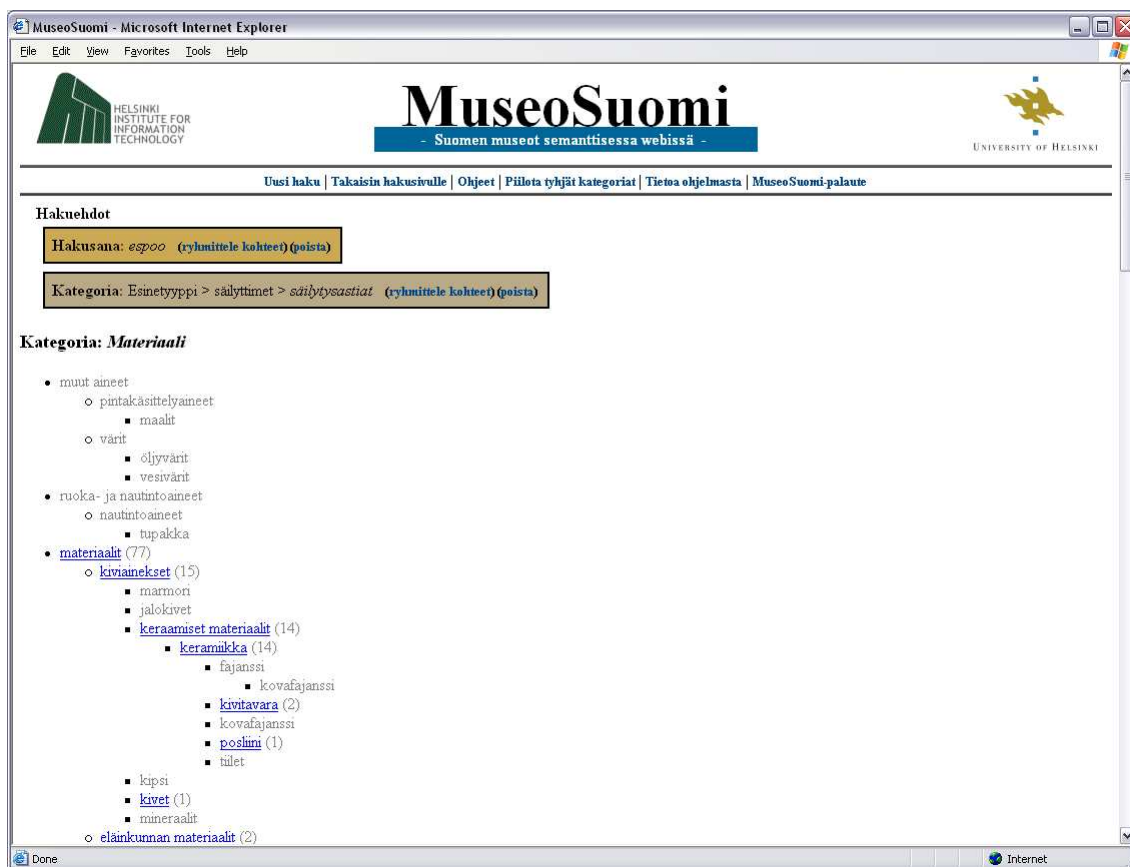 MuseoSuomi - Microsoft Internet Explorer
File Edit View Favorites Tools Help
HELSINKI
INSTITUTE FOR
INFORMATION
TECHNOLOGY
MuseoSuomi
- Suomen museot semanttisessa webissä -
UNIVERSITY OF HELSINKI
Uusi haku | Takaisin hakusivulle | Ohjeet | Piilota tyhjät kategoriat | Tietoa ohjelmasta | MuseoSuomi-palaute
Hakuehdot
Hakusana: espoo (ryhmittele kohteet)(poista)
Kategoria: Esinetyyppi > säilyttimet > säilytysastiat (ryhmittele kohteet)(poista)
Kategoria: Materiaali
muut aineet
pintakäsittelyaineet
maalit
värit
öljyvärit
vesivärit
ruoka- ja nautintoaineet
nautintoaineet
tupakka
materiaalit (77)
kiviainekset (15)
marmori
jalokivet
keraamiset materiaalit (14)
keramiikka (14)
fajanssi
kovafajanssi
kivitavara (2)
kovafajanssi
posliini (1)
tiilet
kipsi
kivet (1)
mineraalit
eläinkunnan materiaalit (2)
Done
Internet